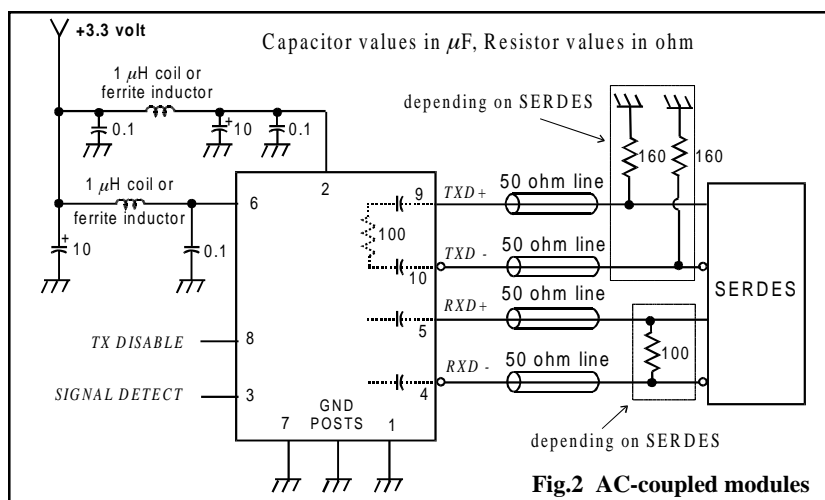 +3.3 volt
Capacitor values in μF, Resistor values in ohm
1 μH coil or
ferrite inductor
depending on SERDES
0.1
+
10
0.1
160
160
1 μH coil or
ferrite inductor
2
6
9
TXD+
50 ohm line
+
10
0.1
100
10
TXD -
50 ohm line
SERDES
50 ohm line
RXD+
5
TX DISABLE
8
100
50 ohm line
RXD -
4
SIGNAL DETECT
3
GND
POSTS
7
1
depending on SERDES
Fig.2 AC-coupled modules